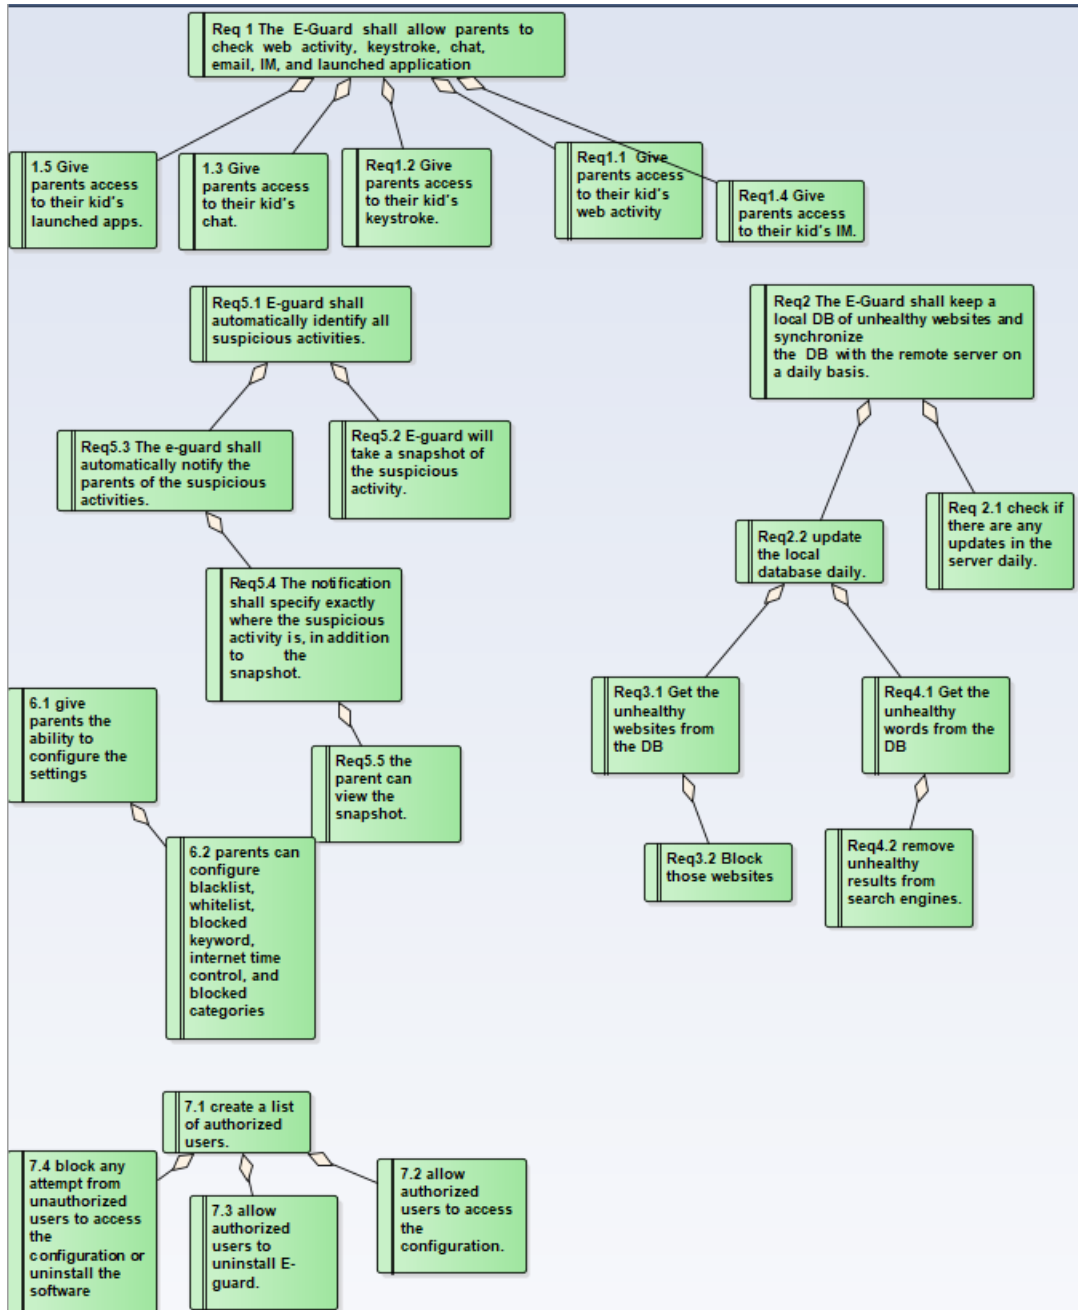 Req 1 The E-Guard shall allow parents to
check web activity, keystroke, chat,
email, IM, and launched application
1.5 Give
parents access
to their kid's
launched apps.
1.3 Give
parents access
to their kid's
chat.
Req1.2 Give
parents access
to their kid's
keystroke.
Req1.1 Give
parents access
to their kid's
web activity
Req1.4 Give
parents access
to their kid's IM.
Req5.1 E-guard shall
automatically identify all
suspicious activities.
Req2 The E-Guard shall keep a
local DB of unhealthy websites and
synchronize
the DB with the remote server on
a daily basis.
Req5.3 The e-guard shall
automatically notify the
parents of the suspicious
activities.
Req5.2 E-guard will
take a snapshot of
the suspicious
activity.
Req2.2 update
the local
database daily.
Req 2.1 check if
there are any
updates in the
server daily.
Req5.4 The notification
shall specify exactly
where the suspicious
activity is, in addition
to the
snapshot.
Req3.1 Get the
unhealthy
websites from
the DB
Req4.1 Get the
unhealthy
words from the
DB
6.1 give
parents the
ability to
configure the
settings
Req5.5 the
parent can
view the
snapshot.
Req3.2 Block
those websites
Req4.2 remove
unhealthy
results from
search engines.
6.2 parents can
configure
blacklist,
whitelist,
blocked
keyword,
internet time
control, and
blocked
categories
7.1 create a list
of authorized
users.
7.4 block any
attempt from
unauthorized
users to access
the
configuration or
uninstall the
software
7.3 allow
authorized
users to
uninstall E-
guard.
7.2 allow
authorized
users to access
the
configuration.